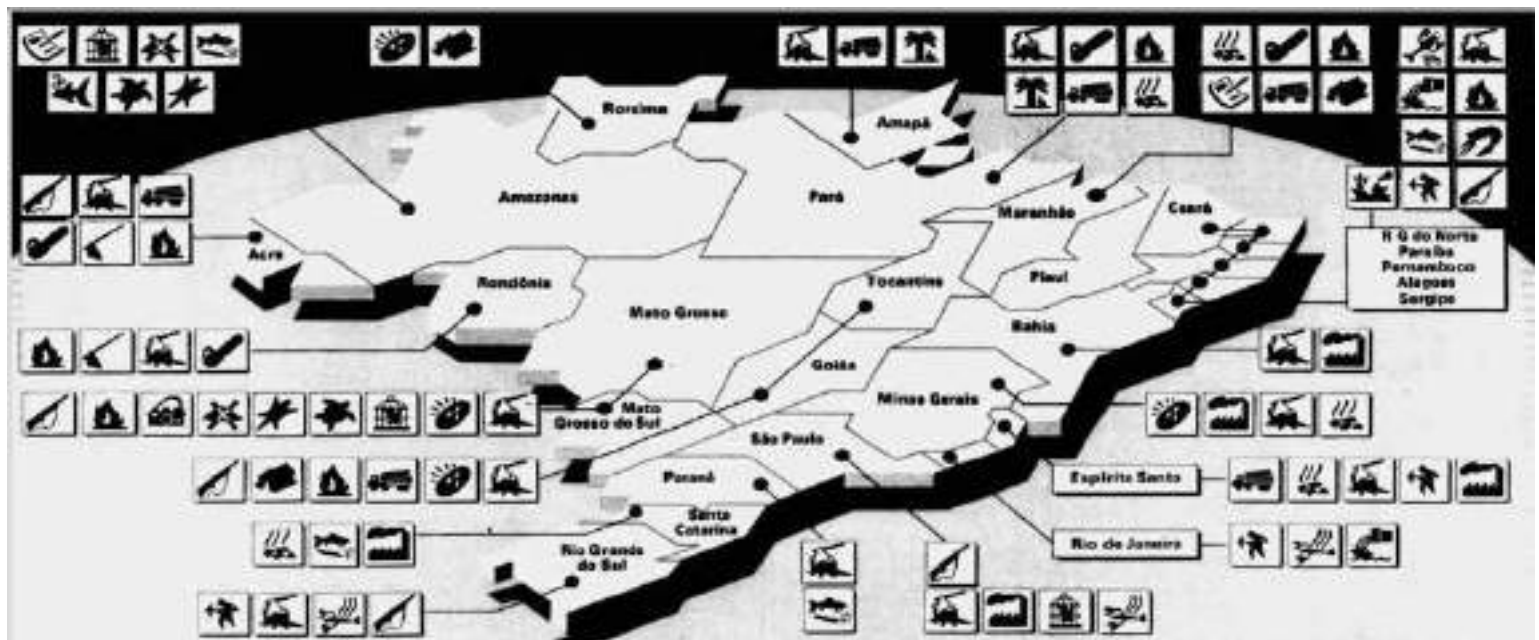 Roraima
Amapá
Amazonas
Pará
Maranhão
Ceará
Acre
R G do Norte
Paraíba
Pernambuco
Alagoas
Sergipe
Rondônia
Tocantins
Piauí
Mato Grosso
Bahia
Goiás
Minas Gerais
Mato
Grosso do Sul
São Paulo
Paraná
Espírito Santo
Santa
Catarina
Rio de Janeiro
Rio Grande
do Sul